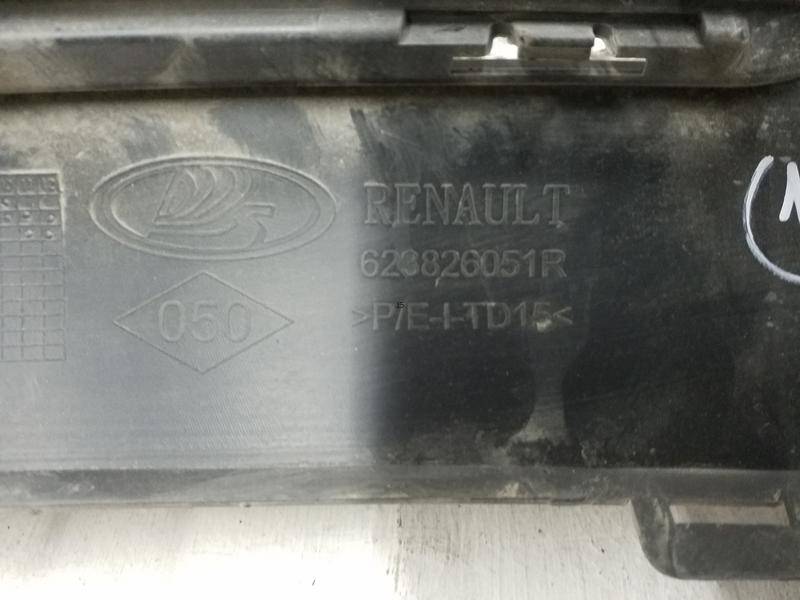 RENAULT
623826051R
050
>P/E-I-TD15<